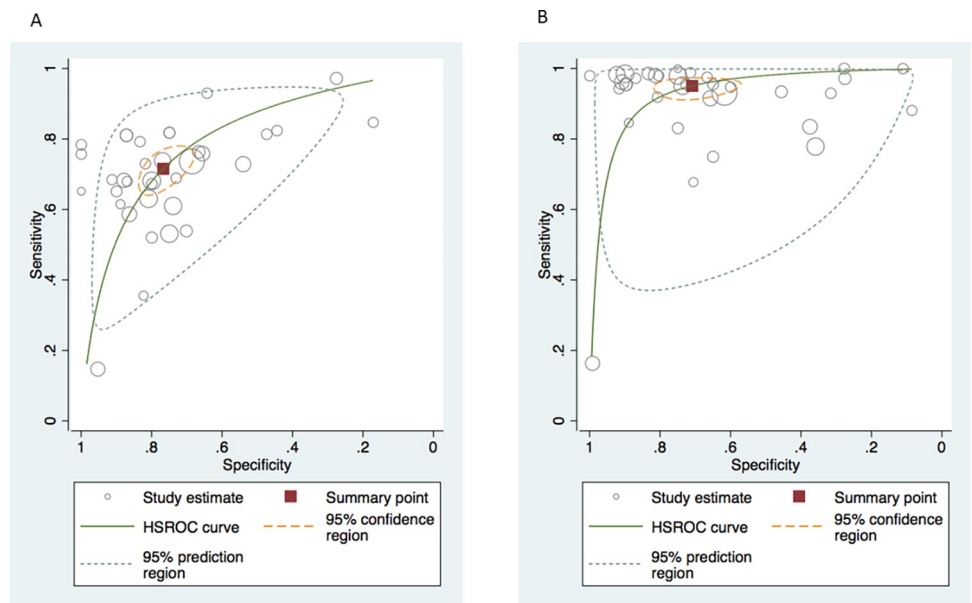 A
B
1
.8
.6
.4
.2
0
Sensitivity
1
.8
.6
.4
.2
0
Specificity
Study estimate
Summary point
HSROC curve
95% confidence
region
95% prediction
region
1
.8
.6
.4
.2
0
Sensitivity
1
.8
.6
.4
.2
0
Specificity
Study estimate
Summary point
HSROC curve
95% confidence
region
95% prediction
region